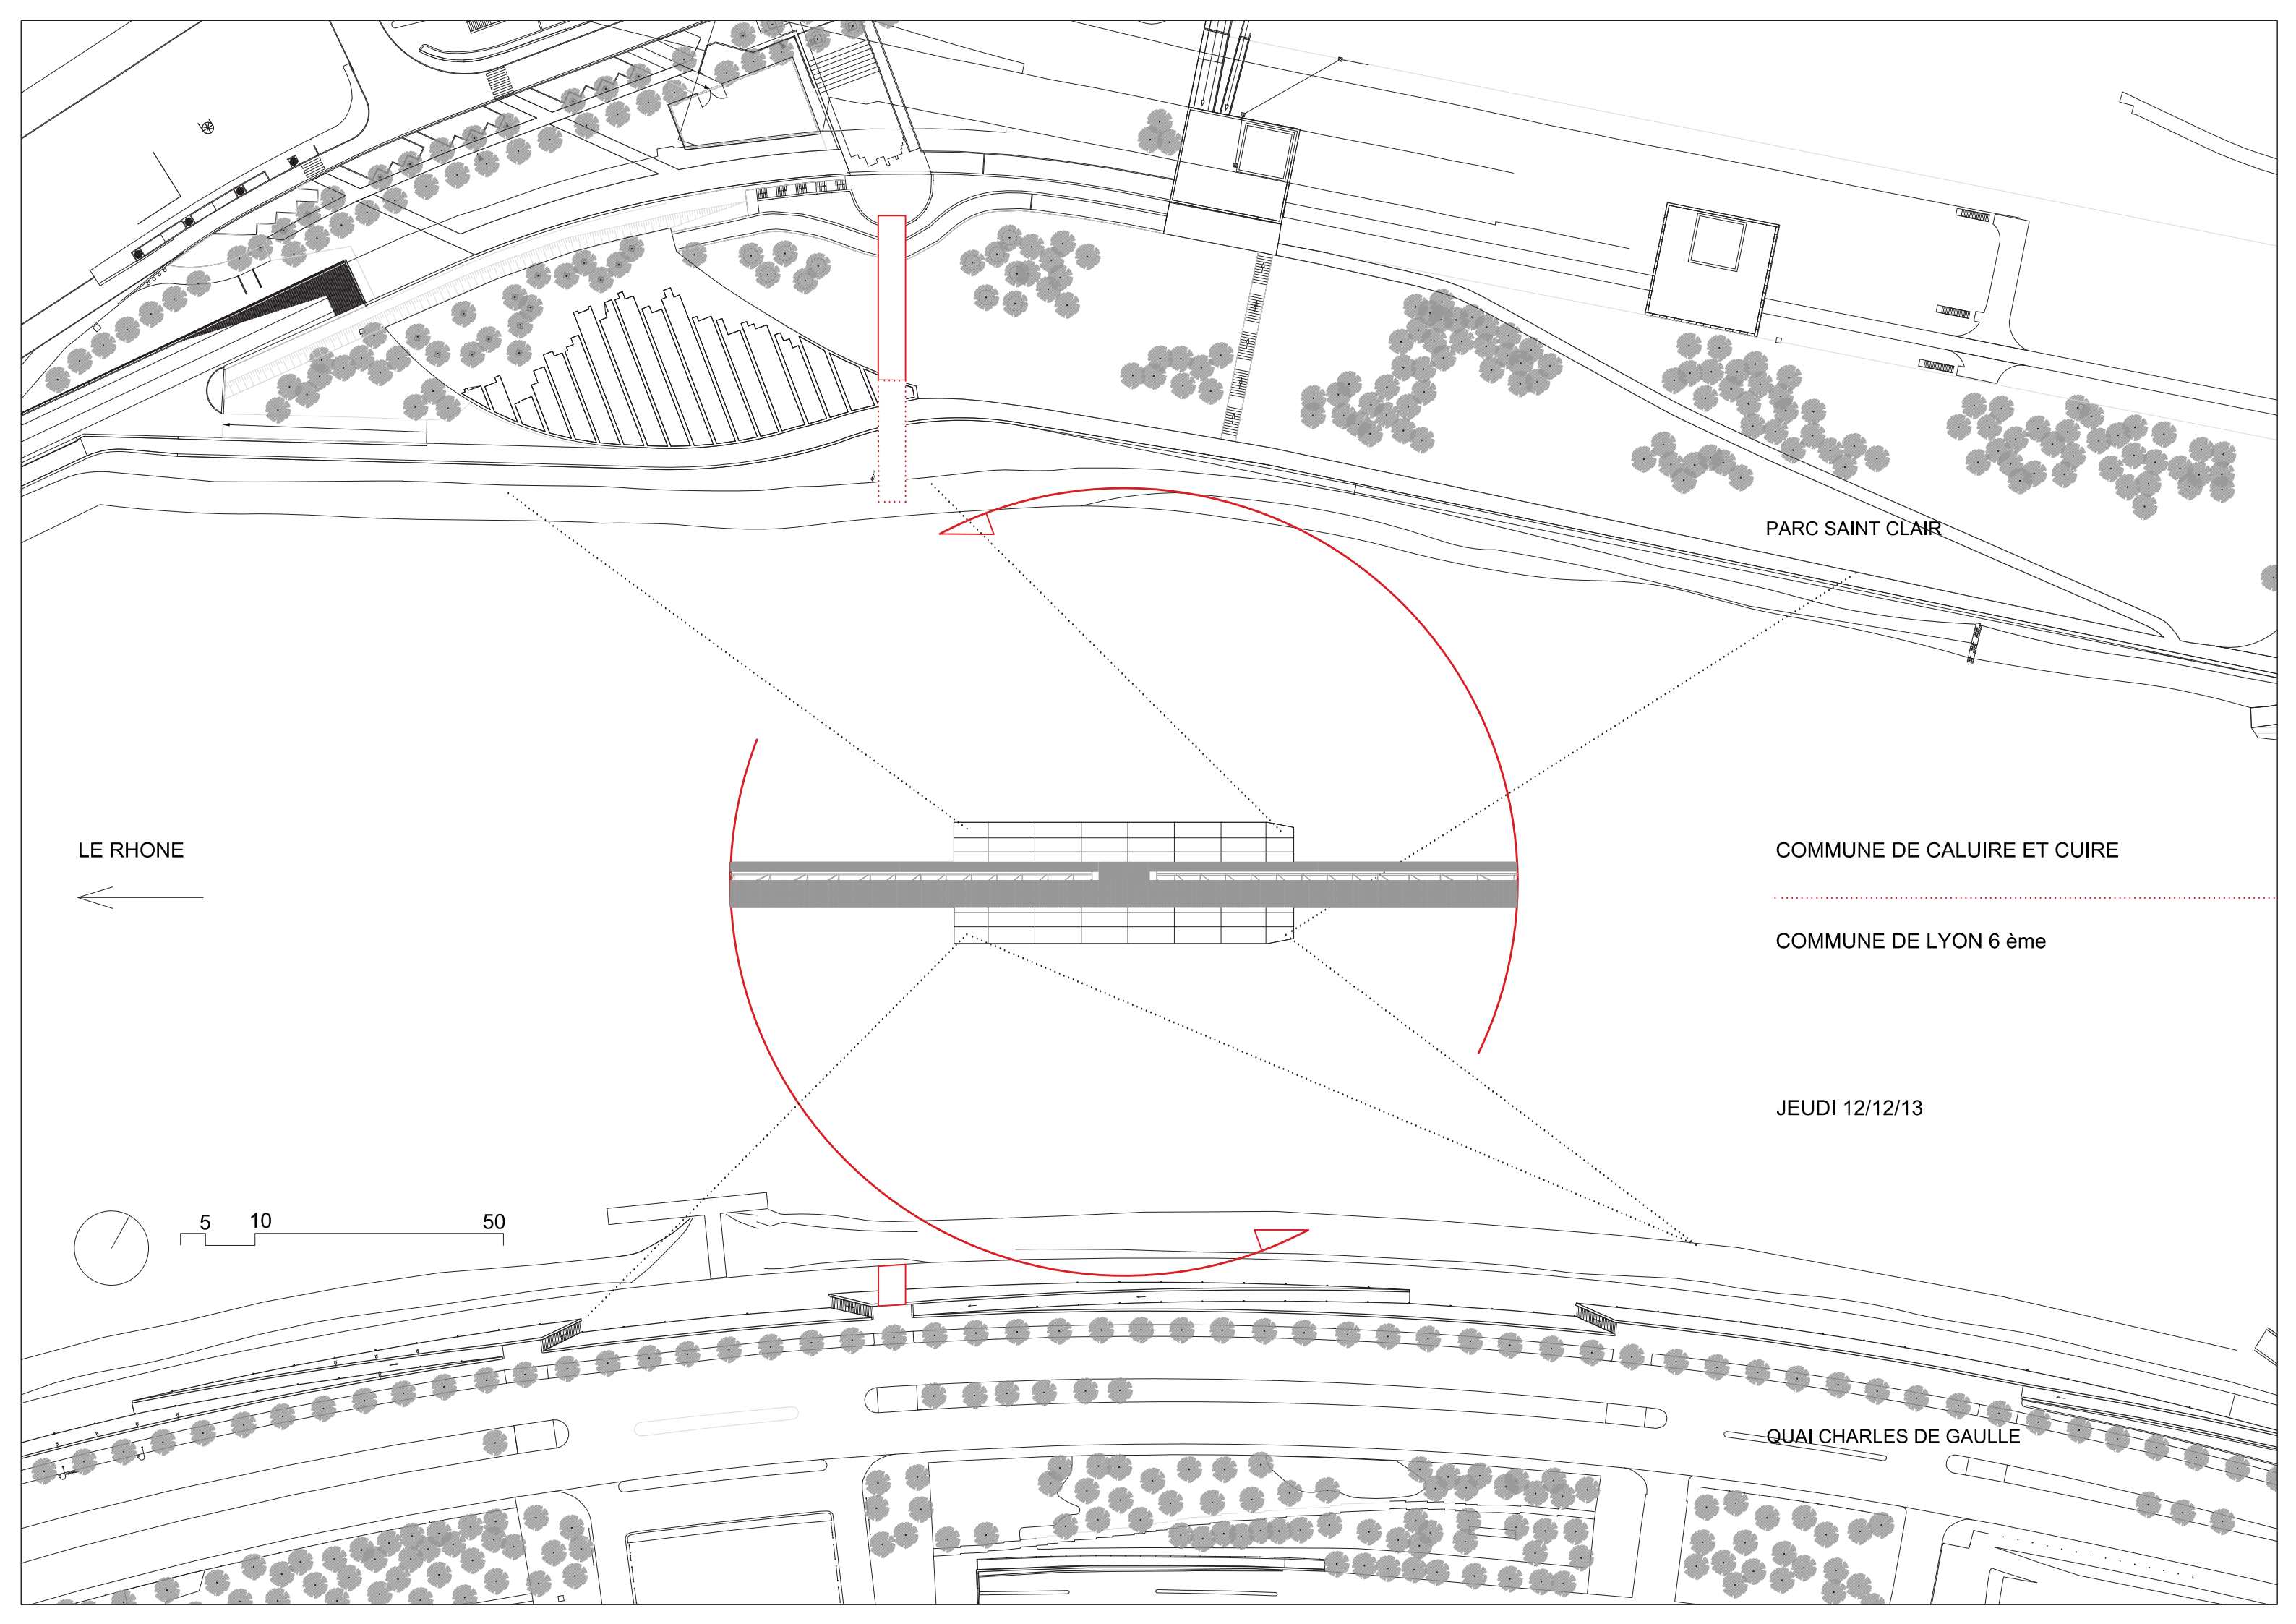 PARC SAINT CLAIR
LE RHONE
COMMUNE DE CALUIRE ET CUIRE
COMMUNE DE LYON 6 ème
JEUDI 12/12/13
5 10 50
QUAI CHARLES DE GAULLE